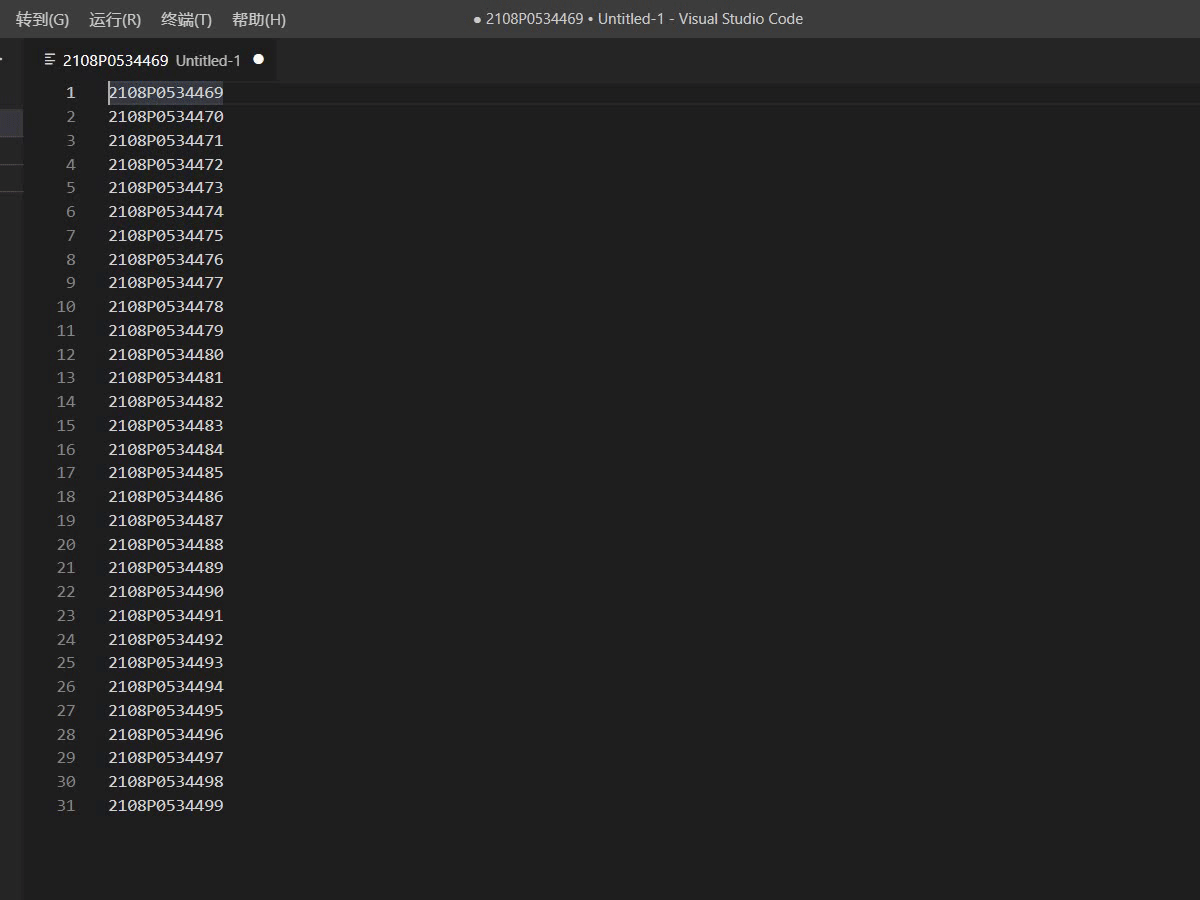 转到(G) 运行(R) 终端(T) 帮助(H) ● 2108P0534469 • Untitled-1 - Visual Studio Code
2108P0534469 Untitled-1
1 2108P0534469
2 2108P0534470
3 2108P0534471
4 2108P0534472
5 2108P0534473
6 2108P0534474
7 2108P0534475
8 2108P0534476
9 2108P0534477
10 2108P0534478
11 2108P0534479
12 2108P0534480
13 2108P0534481
14 2108P0534482
15 2108P0534483
16 2108P0534484
17 2108P0534485
18 2108P0534486
19 2108P0534487
20 2108P0534488
21 2108P0534489
22 2108P0534490
23 2108P0534491
24 2108P0534492
25 2108P0534493
26 2108P0534494
27 2108P0534495
28 2108P0534496
29 2108P0534497
30 2108P0534498
31 2108P0534499